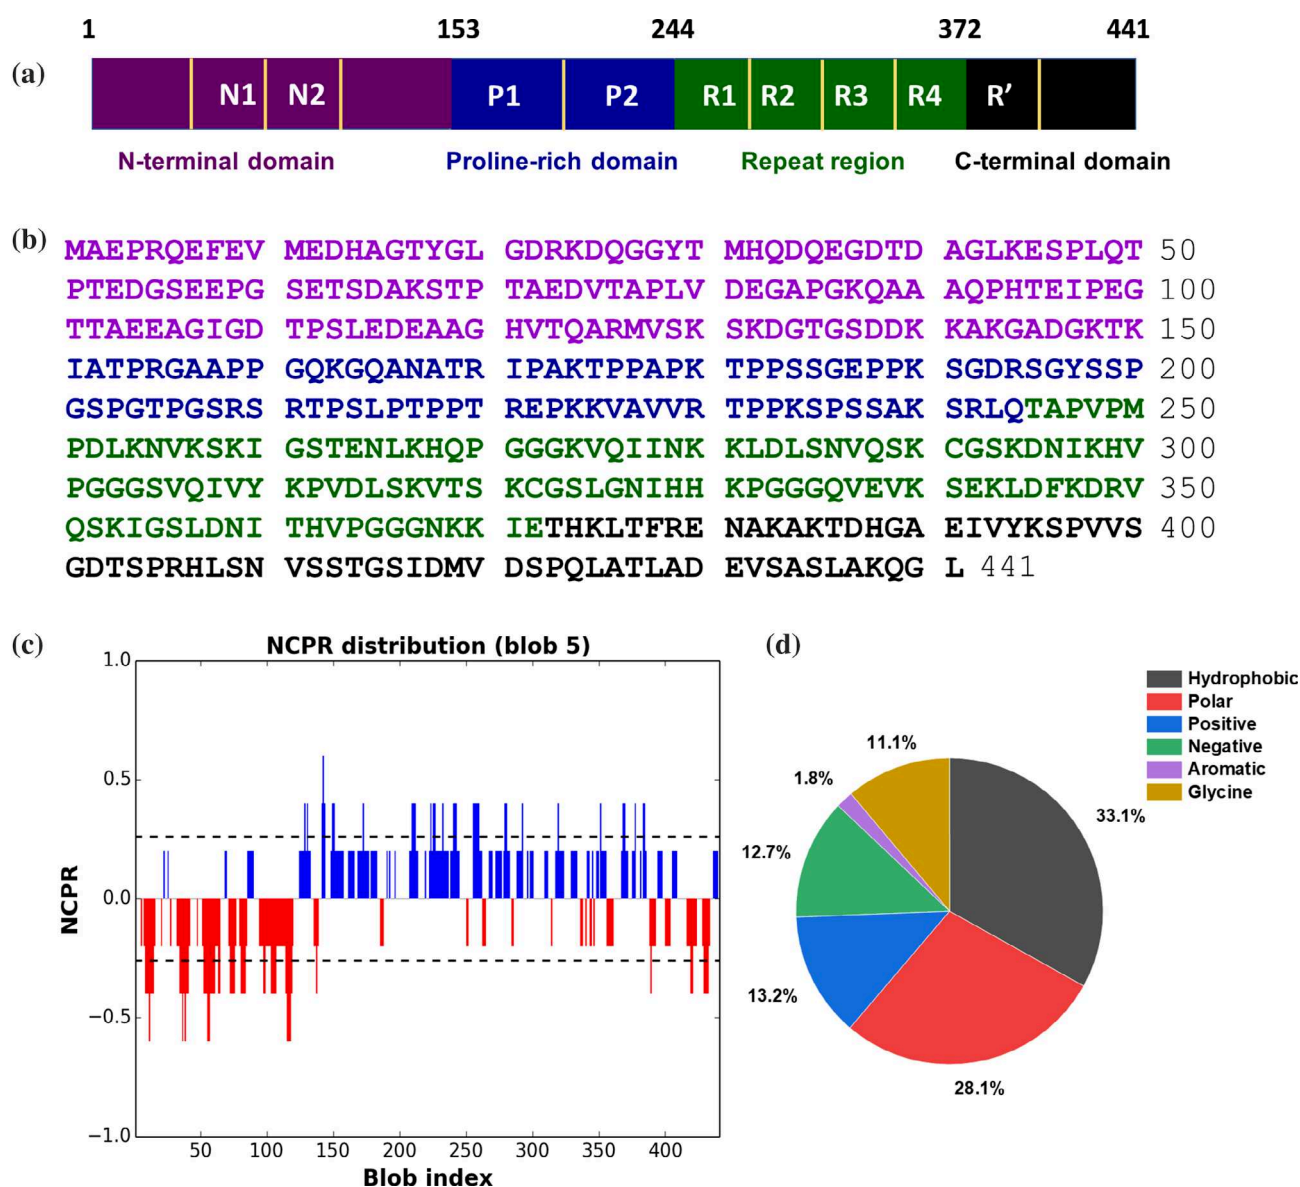 1 153 244 372 441
(a)
N1 N2 P1 P2 R1 R2 R3 R4 R'
N-terminal domain Proline-rich domain Repeat region C-terminal domain
(b)
MAEPRQEFEV MEDHAGTYGL GDRKDQGGYT MHQDQEGDTD AGLKESPLQT 50
PTEDGSEEPG SETSDAKSTP TAEDVTAPLV DEGAPGKQAA AQPHTEIPEG 100
TTAEEAGIGD TPSLEDEAAG HVTQARMVSK SKDGTGSDDK KAKGADGKTK 150
IATPRGAAPP GQKGQANATR IPAKTPPAPK TPPSSGEPPK SGDRSGYSSP 200
GSPGTPGSRS RTPSLPTPPT REPKKVAVVR TPPKSPSSAK SRLQTAPVPM 250
PDLKNVKSKI GSTENLKHQP GGGKVQIINK KLDLSNVQSK CGSKDNIKHV 300
PGGGSVQIVY KPVDLSKVTS KCGSLGNIHH KPGGGQVEVK SEKLDFKDRV 350
QSKIGSLDNI THVPGGGNKK IETHKLTFRE NAKAKTDHGA EIVYKSPVVS 400
GDTSPRHLSN VSSTGSIDMV DSPQLATLAD EVSASLAKQG L 441
(c)
NCPR distribution (blob 5)
1.0
0.5
0.0
−0.5
−1.0
NCPR
50 100 150 200 250 300 350 400
Blob index
(d)
Hydrophobic
Polar
Positive
Negative
Aromatic
Glycine
11.1%
1.8%
12.7%
13.2%
28.1%
33.1%